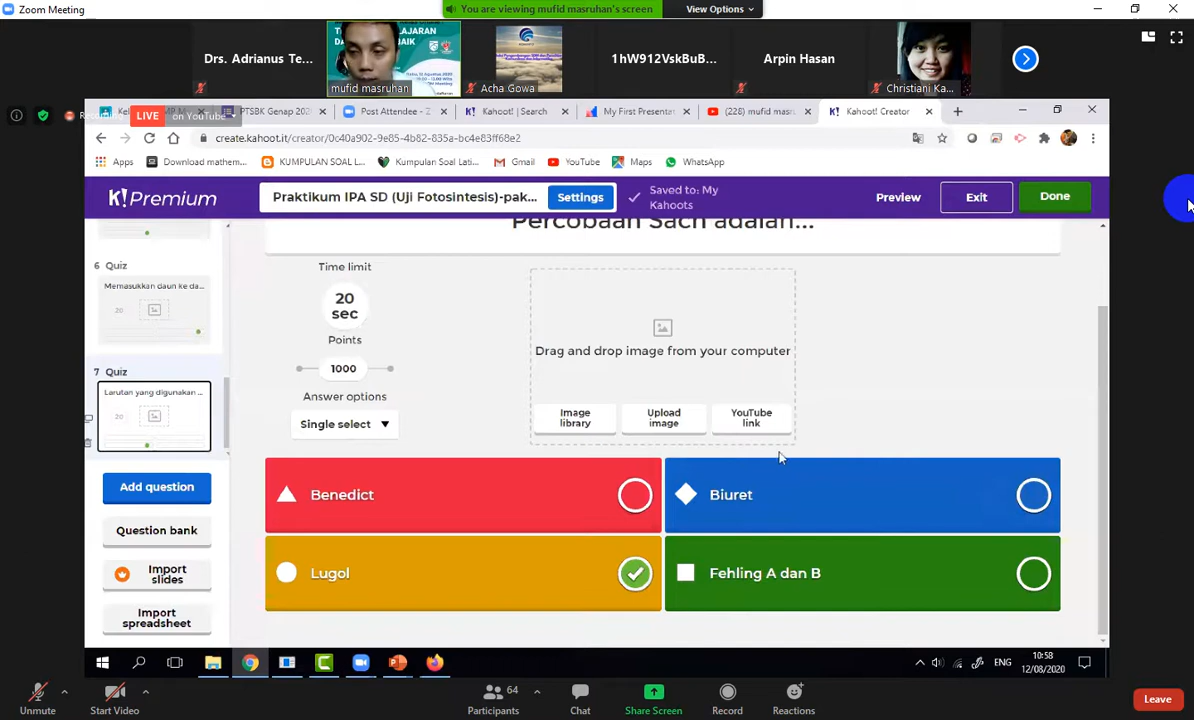 Zoom Meeting
You are viewing mufid masruhan's screen
View Options
Drs. Adrianus Te...
mufid masruhan
Acha Gowa
1hW912VskBuB...
Arpin Hasan
Christiani Ka...
LIVE on YouTube
PTSBK Genap 202
Post Attendee - Z
Kahoot! | Search
My First Presentat
(228) mufid masru
Kahoot! Creator
create.kahoot.it/creator/0c40a902-9e85-4b82-835a-bc4e83ff68e2
Apps
Download mathem...
KUMPULAN SOAL L...
Kumpulan Soal Lati...
Gmail
YouTube
Maps
WhatsApp
K!Premium
Praktikum IPA SD (Uji Fotosintesis)-pak...
Settings
Saved to: My
Kahoots
Preview
Exit
Done
Percobaan Sach adalah...
6 Quiz
Memasukkan daun ke da...
20
7 Quiz
Larutan yang digunakan ...
20
Add question
Question bank
Import
slides
Import
spreadsheet
Time limit
20
sec
Points
1000
Answer options
Single select
Drag and drop image from your computer
Image
library
Upload
image
YouTube
link
Benedict
Biuret
Lugol
Fehling A dan B
ENG
10:58
12/08/2020
Unmute
Start Video
64
Participants
Chat
Share Screen
Record
Reactions
Leave